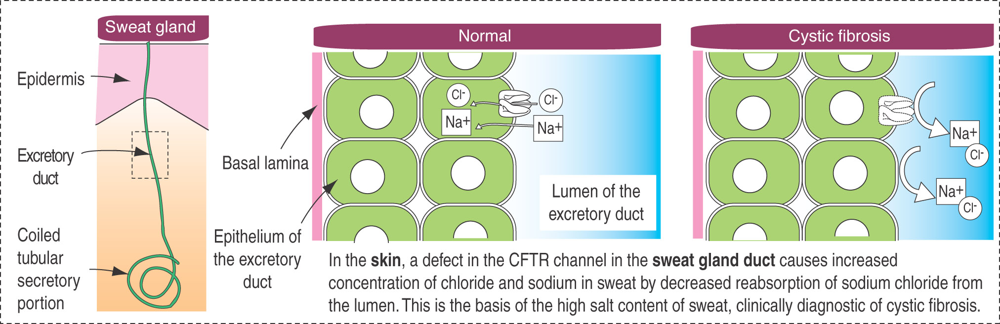 Sweat gland
Epidermis
Excretory
duct
Coiled
tubular
secretory
portion
Normal
Cl-
Na+
Cl-
Na+
Basal lamina
Epithelium of
the excretory
duct
Lumen of the
excretory duct
Cystic fibrosis
Na+
Cl-
Na+
Cl-
In the skin, a defect in the CFTR channel in the sweat gland duct causes increased
concentration of chloride and sodium in sweat by decreased reabsorption of sodium chloride from
the lumen. This is the basis of the high salt content of sweat, clinically diagnostic of cystic fibrosis.